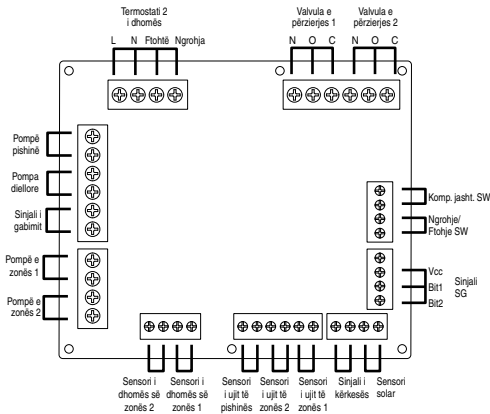 Termostati 2
i dhomës
L N Ftohtë Ngrohja
Valvula e
përzierjes 1
N O C
Valvula e
përzierjes 2
N O C
Pompë
pishinë
Pompa
diellore
Sinjali i
gabimit
Pompë e
zonës 1
Pompë e
zonës 2
Komp. jasht. SW
Ngrohje/
Ftohje SW
Vcc
Bit1
Bit2
Sinjali
SG
Sensori i
dhomës së
zonës 2
Sensori i
dhomës së
zonës 1
Sensori
i ujit të
pishinës
Sensori
i ujit të
zonës 2
Sensori
i ujit të
zonës 1
Sinjali i
kërkesës
Sensori
solar